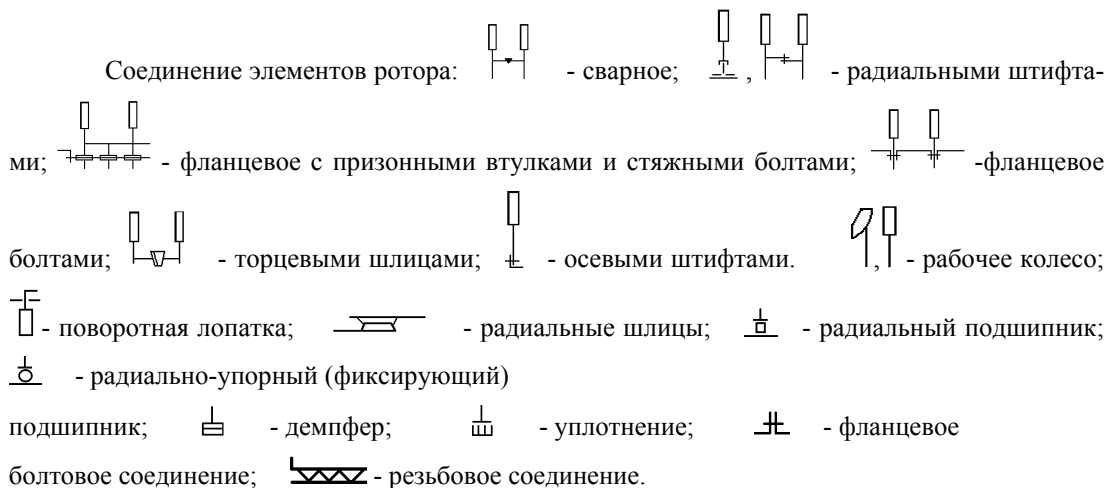 Соединение элементов ротора: - сварное; , - радиальными штифта-
ми; - фланцевое с призонными втулками и стяжными болтами; -фланцевое
болтами; - торцевыми шлицами; - осевыми штифтами. , - рабочее колесо;
- поворотная лопатка; - радиальные шлицы; - радиальный подшипник;
- радиально-упорный (фиксирующий)
подшипник; - демпфер; - уплотнение; - фланцевое
болтовое соединение; - резьбовое соединение.